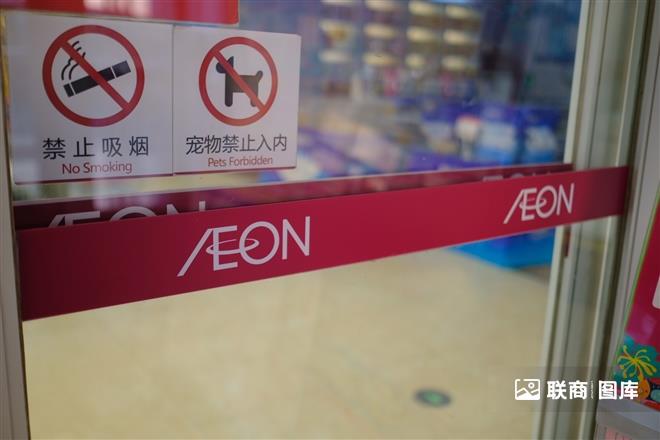 禁止吸烟
No Smoking
宠物禁止入内
Pets Forbidden
ÆON
ÆON
ÆON
联商图库